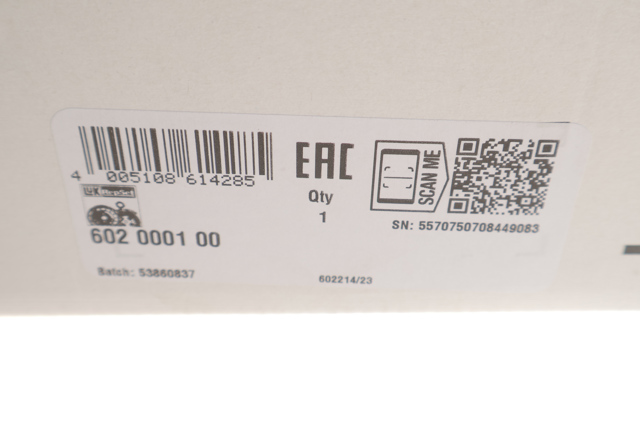 4 005108 614285
EAC
Qty
1
SCAN ME
SN: 5570750708449083
602 0001 00
Batch: 53860837
602214/23